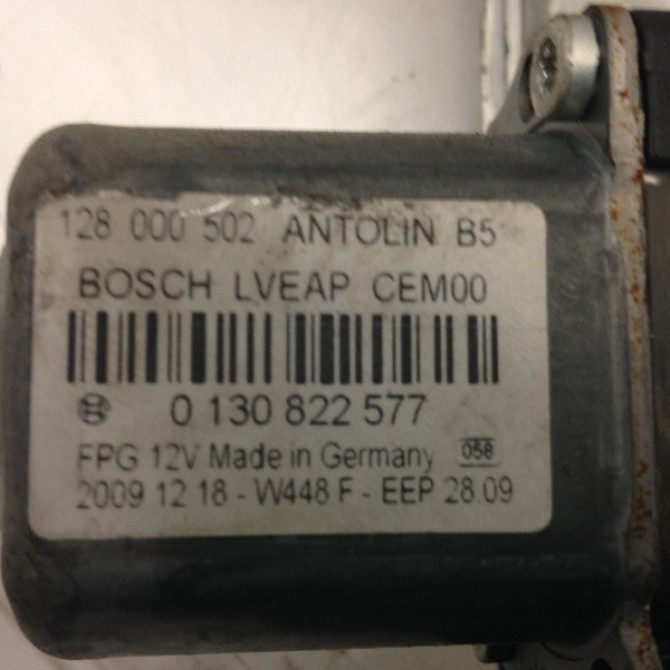 128 000 502 ANTOLIN B5
BOSCH LVEAP CEM00
0 130 822 577
FPG 12V Made in Germany 058
2009 12 18 - W448 F - EEP 28.09